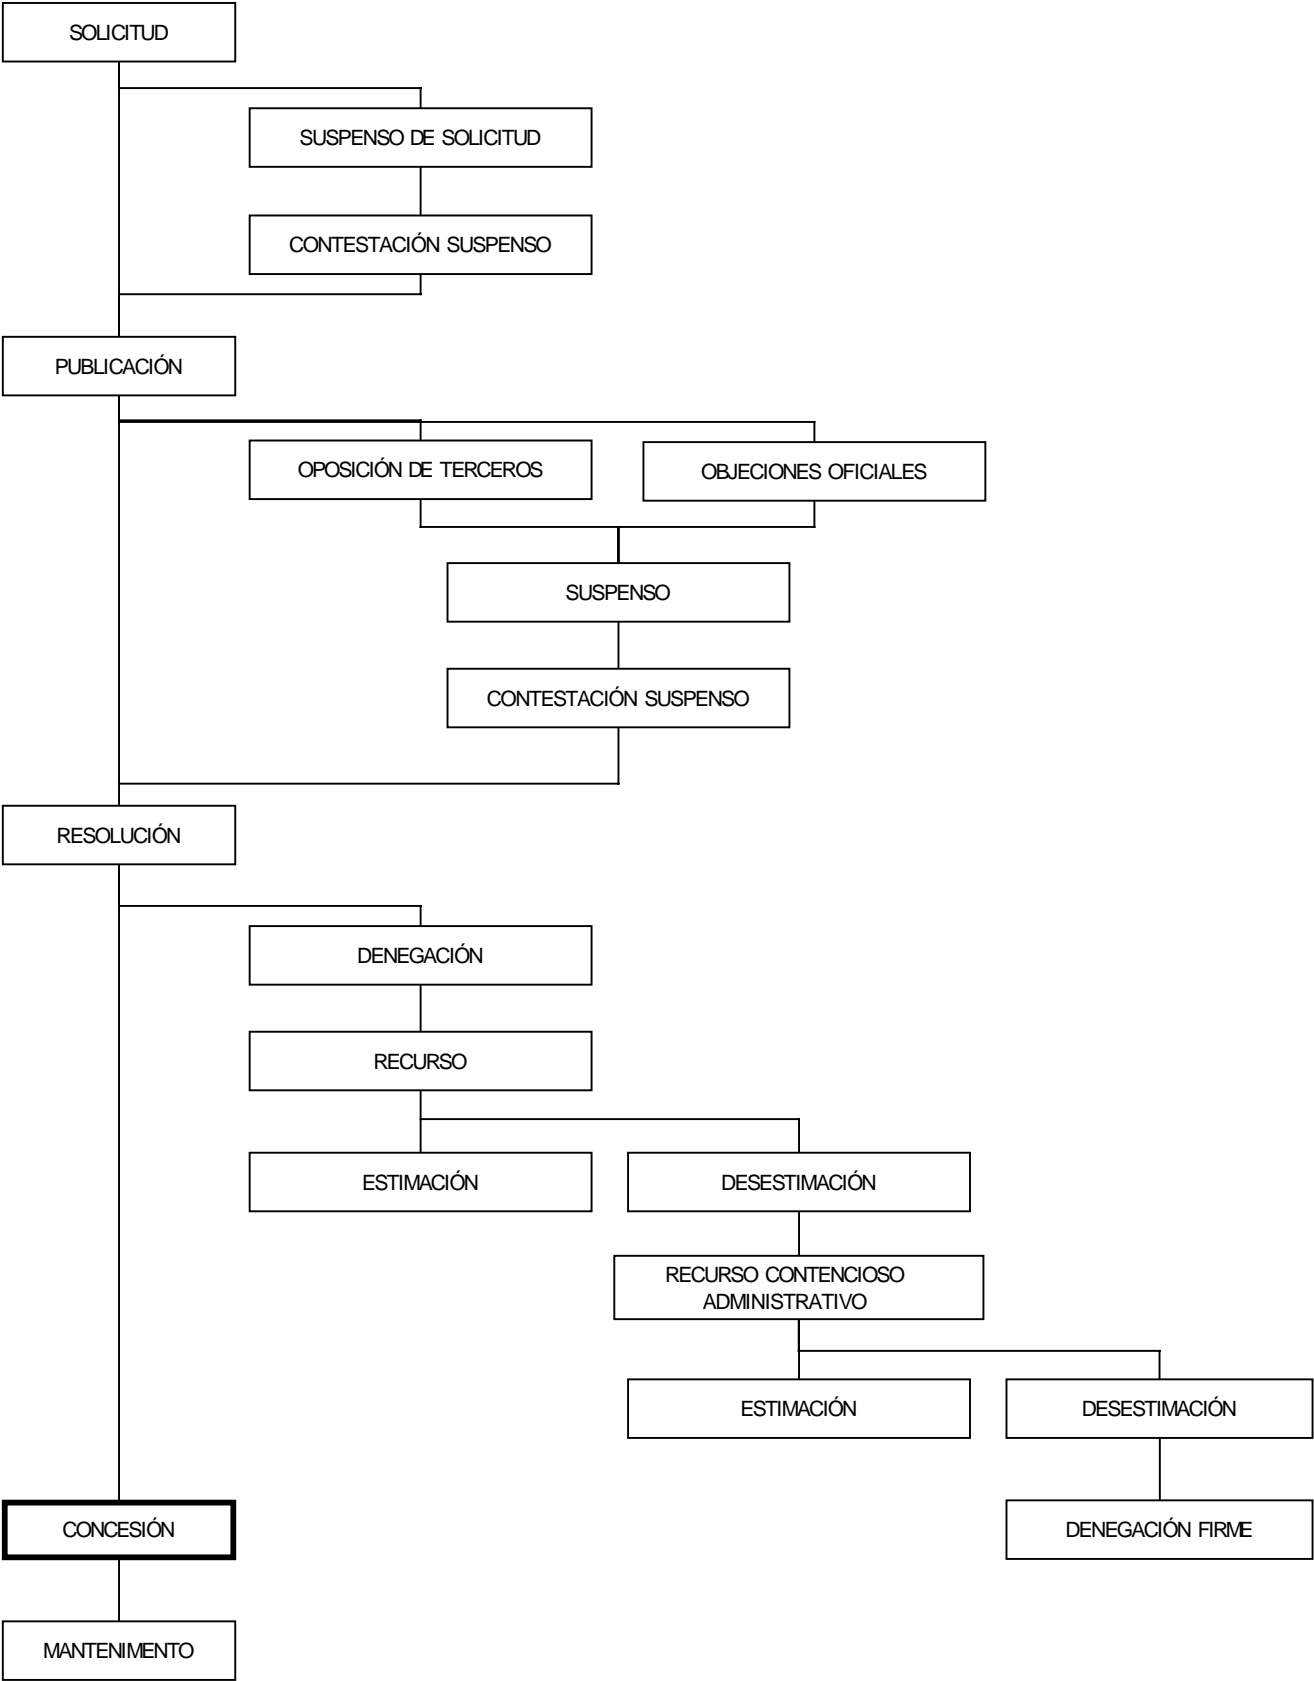 SOLICITUD
SUSPENSO DE SOLICITUD
CONTESTACIÓN SUSPENSO
PUBLICACIÓN
OPOSICIÓN DE TERCEROS
OBJECIONES OFICIALES
SUSPENSO
CONTESTACIÓN SUSPENSO
RESOLUCIÓN
DENEGACIÓN
RECURSO
ESTIMACIÓN
DESESTIMACIÓN
RECURSO CONTENCIOSO
ADMINISTRATIVO
ESTIMACIÓN
DESESTIMACIÓN
CONCESIÓN
DENEGACIÓN FIRME
MANTENIMENTO